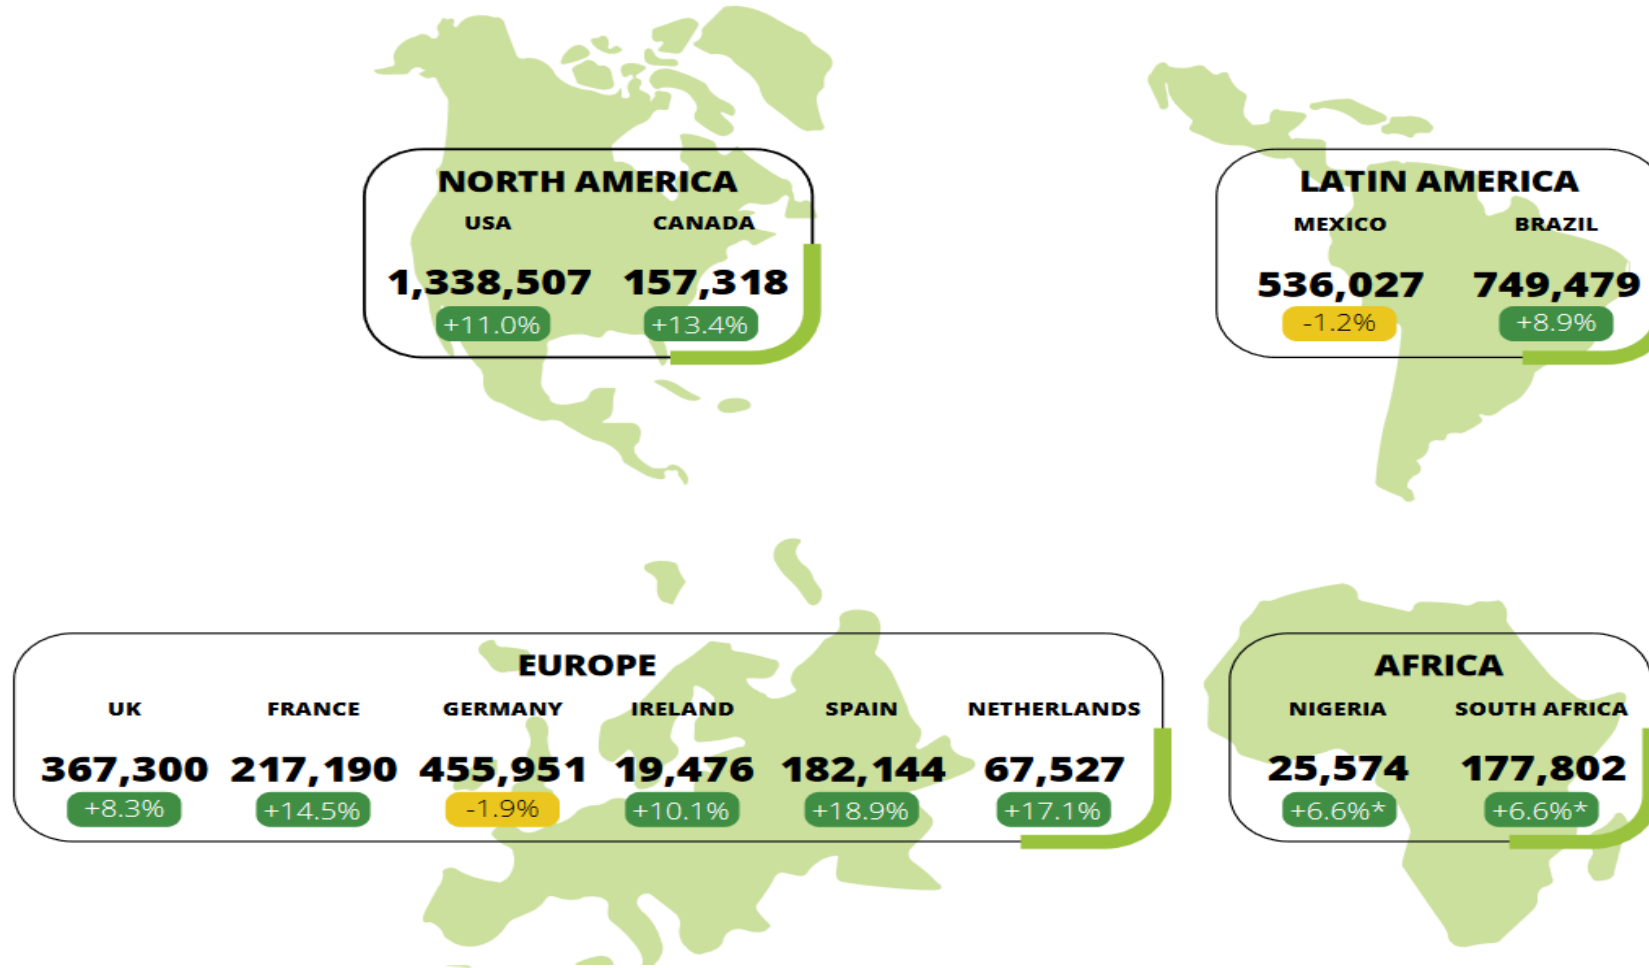 NORTH AMERICA
USA CANADA
1,338,507 157,318
+11.0% +13.4%
LATIN AMERICA
MEXICO BRAZIL
536,027 749,479
-1.2% +8.9%
EUROPE
UK FRANCE GERMANY IRELAND SPAIN NETHERLANDS
367,300 217,190 455,951 19,476 182,144 67,527
+8.3% +14.5% -1.9% +10.1% +18.9% +17.1%
AFRICA
NIGERIA SOUTH AFRICA
25,574 177,802
+6.6%* +6.6%*